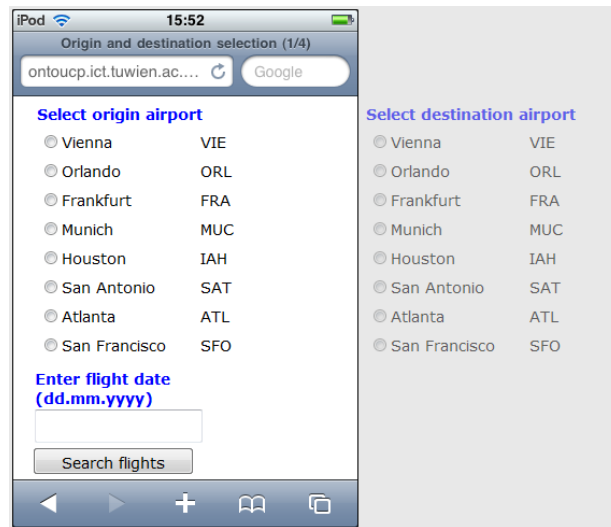 iPod 15:52
Origin and destination selection (1/4)
ontoucp.ict.tuwien.ac.... Google
Select origin airport
Vienna VIE
Orlando ORL
Frankfurt FRA
Munich MUC
Houston IAH
San Antonio SAT
Atlanta ATL
San Francisco SFO
Enter flight date
(dd.mm.yyyy)
Search flights
Select destination airport
Vienna VIE
Orlando ORL
Frankfurt FRA
Munich MUC
Houston IAH
San Antonio SAT
Atlanta ATL
San Francisco SFO